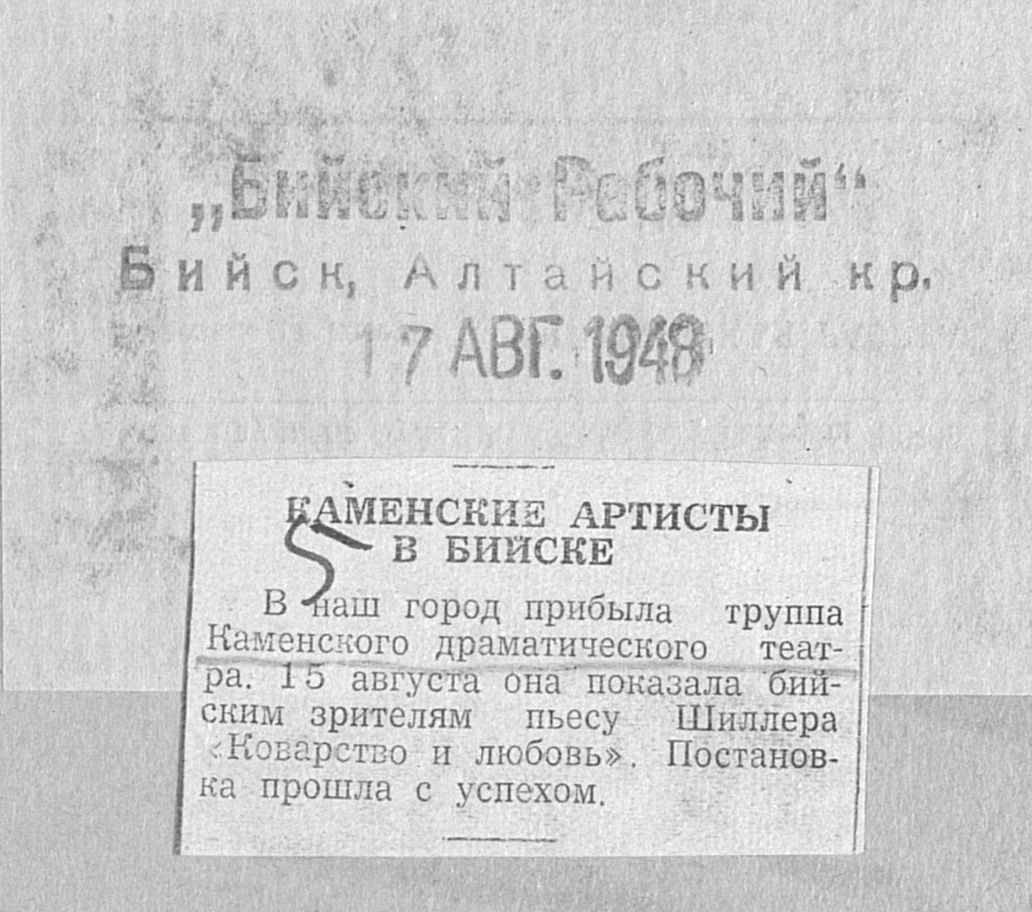 „Бийский Рабочий“
Бийск, Алтайский кр.
17 АВГ. 1948
КАМЕНСКИЕ АРТИСТЫ
В БИЙСКЕ
5
В наш город прибыла труппа
Каменского драматического теат-
ра. 15 августа она показала бий-
ским зрителям пьесу Шиллера
«Коварство и любовь». Постанов-
ка прошла с успехом.